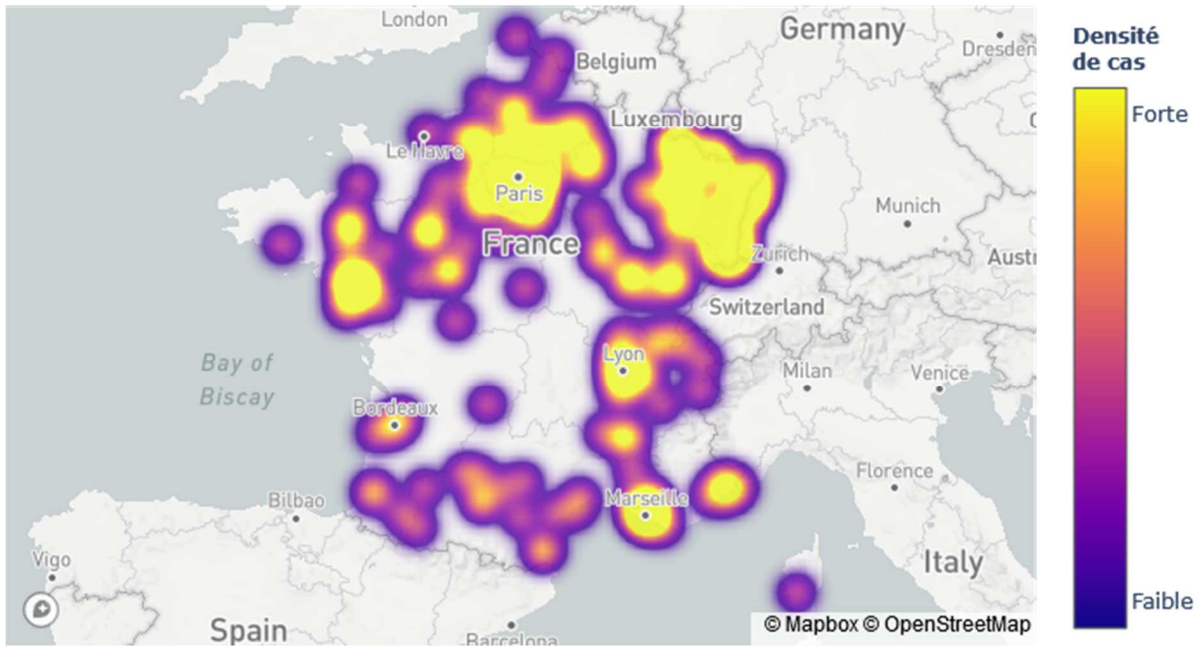 London
Germany
Dresden
Belgium
Luxembourg
Le Havre
Paris
Munich
France
Zurich
Switzerland
Lyon
Bay of
Biscay
Milan
Venice
Bordeaux
Florence
Bilbao
Marseille
Vigo
Italy
Spain
Barcelona
© Mapbox © OpenStreetMap
Densité
de cas
Forte
Faible